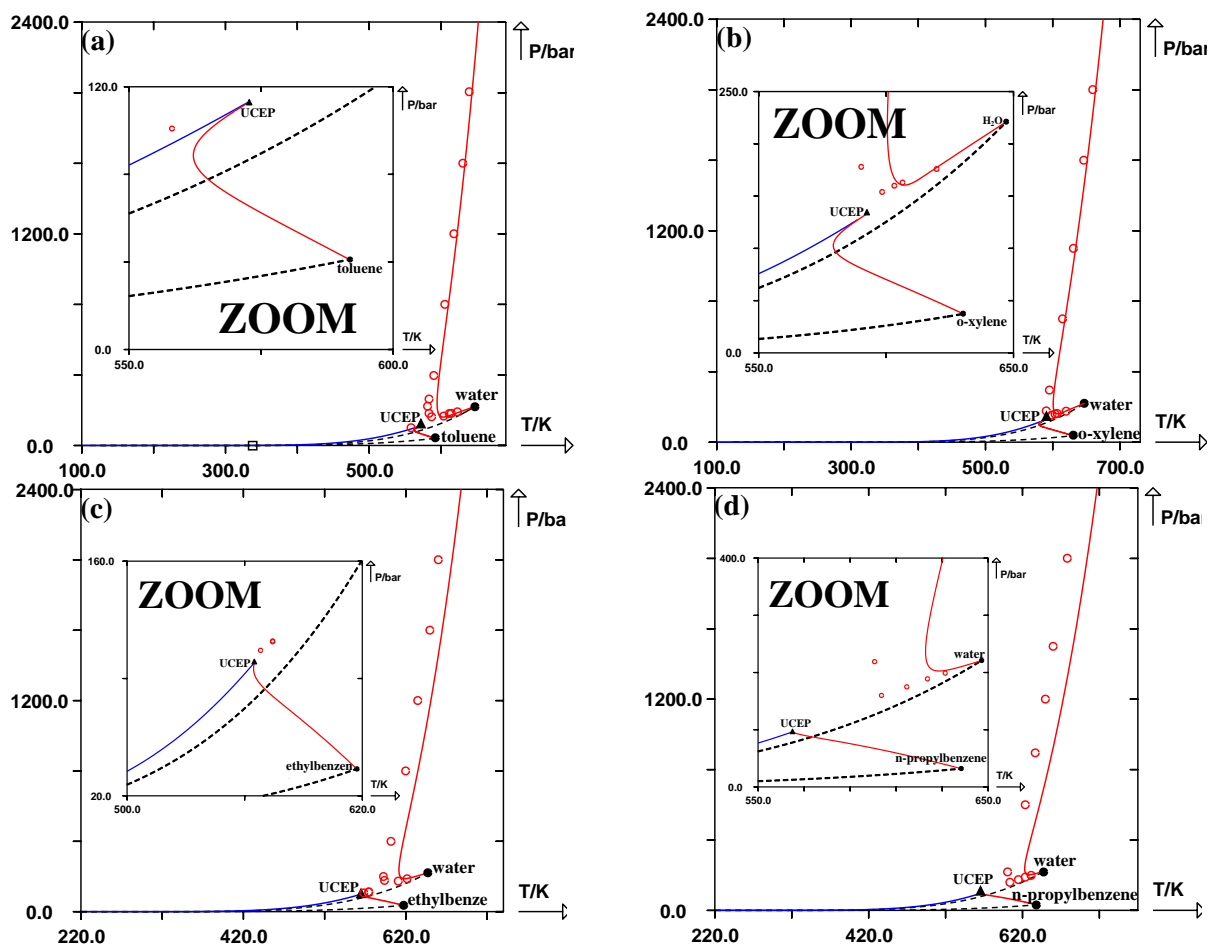 (a)
2400.0
P/bar
120.0
P/bar
UCEP
toluene
ZOOM
T/K
0.0
550.0
600.0
1200.0
water
UCEP
T/K
toluene
0.0
100.0
300.0
500.0
(b)
2400.0
P/bar
250.0
P/bar
ZOOM
H₂O
UCEP
o-xylene
T/K
0.0
550.0
650.0
1200.0
water
UCEP
T/K
o-xylene
0.0
100.0
300.0
500.0
700.0
(c)
2400.0
P/ba
160.0
P/bar
ZOOM
UCEP
ethylbenzen
T/K
20.0
500.0
620.0
1200.0
water
UCEP
T/K
ethylbenze
0.0
220.0
420.0
620.0
(d)
2400.0
P/ba
400.0
P/bar
ZOOM
water
UCEP
n-propylbenzene
T/K
0.0
550.0
650.0
1200.0
water
UCEP
T/K
n-propylbenzene
0.0
220.0
420.0
620.0